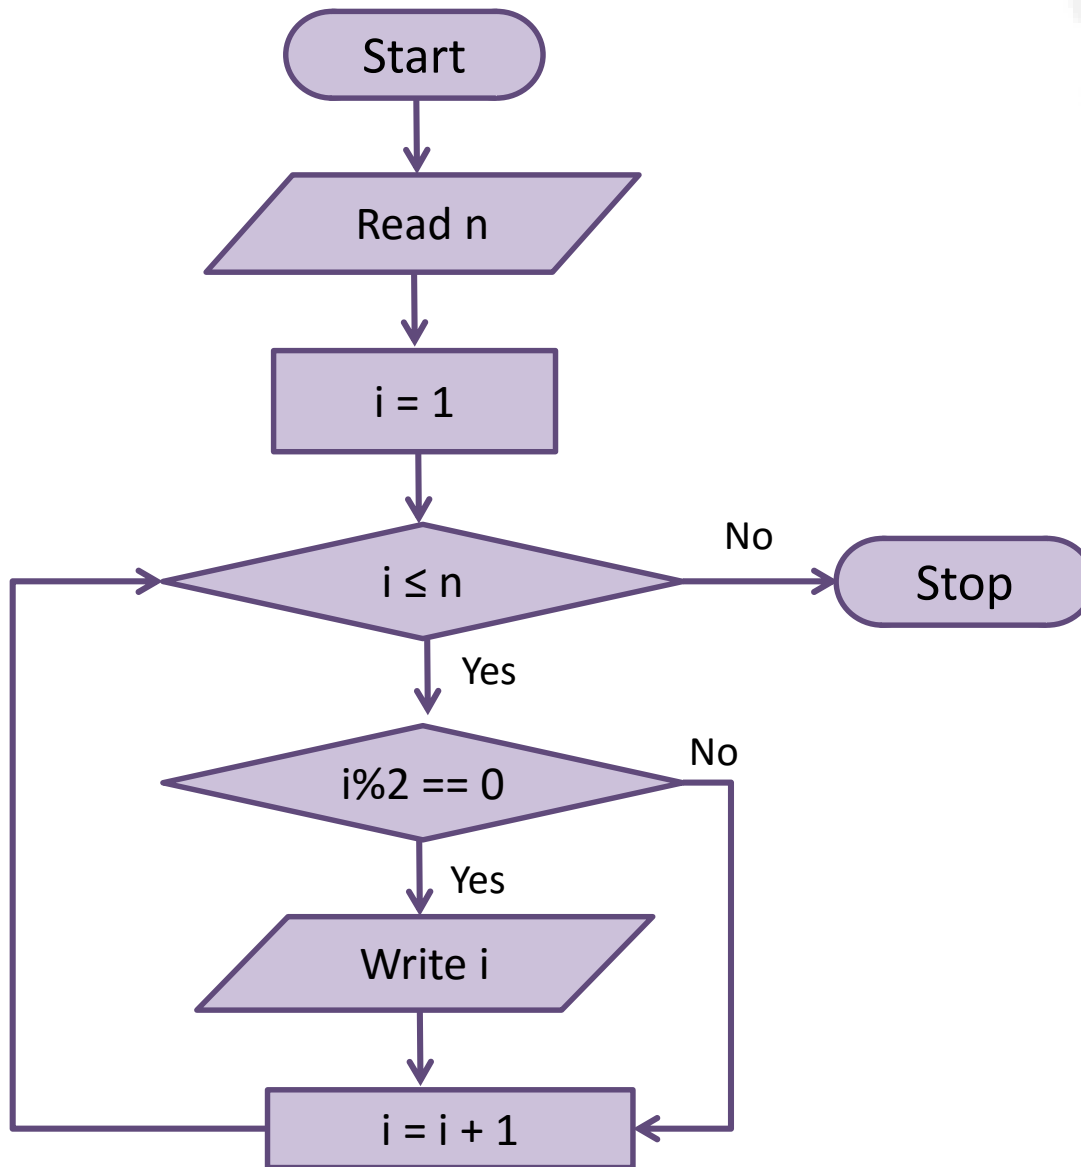 Start
Read n
i = 1
i ≤ n
No
Stop
Yes
i%2 == 0
No
Yes
Write i
i = i + 1